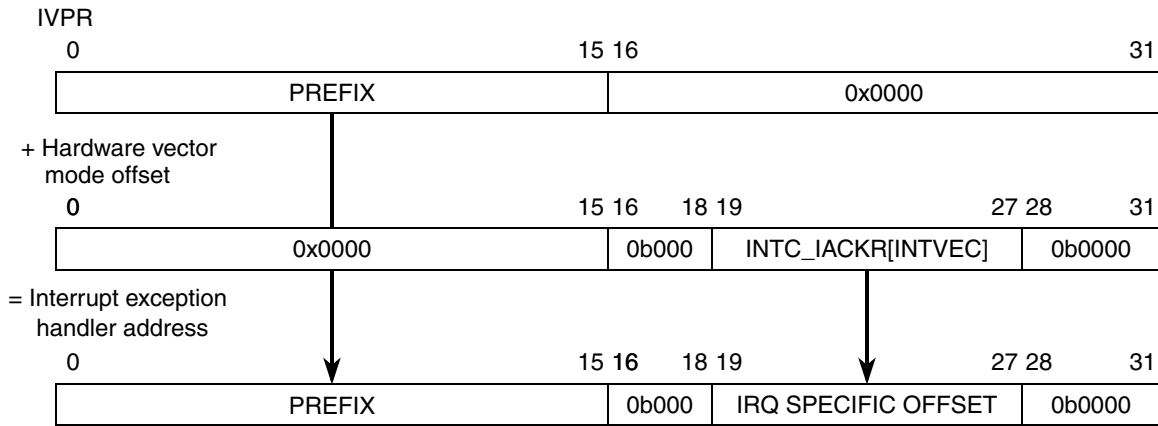 IVPR
0 15 16 31
PREFIX 0x0000
+ Hardware vector
mode offset
0 15 16 18 19 27 28 31
0x0000 0b000 INTC_IACKR[INTVEC] 0b0000
= Interrupt exception
handler address
0 15 16 18 19 27 28 31
PREFIX 0b000 IRQ SPECIFIC OFFSET 0b0000